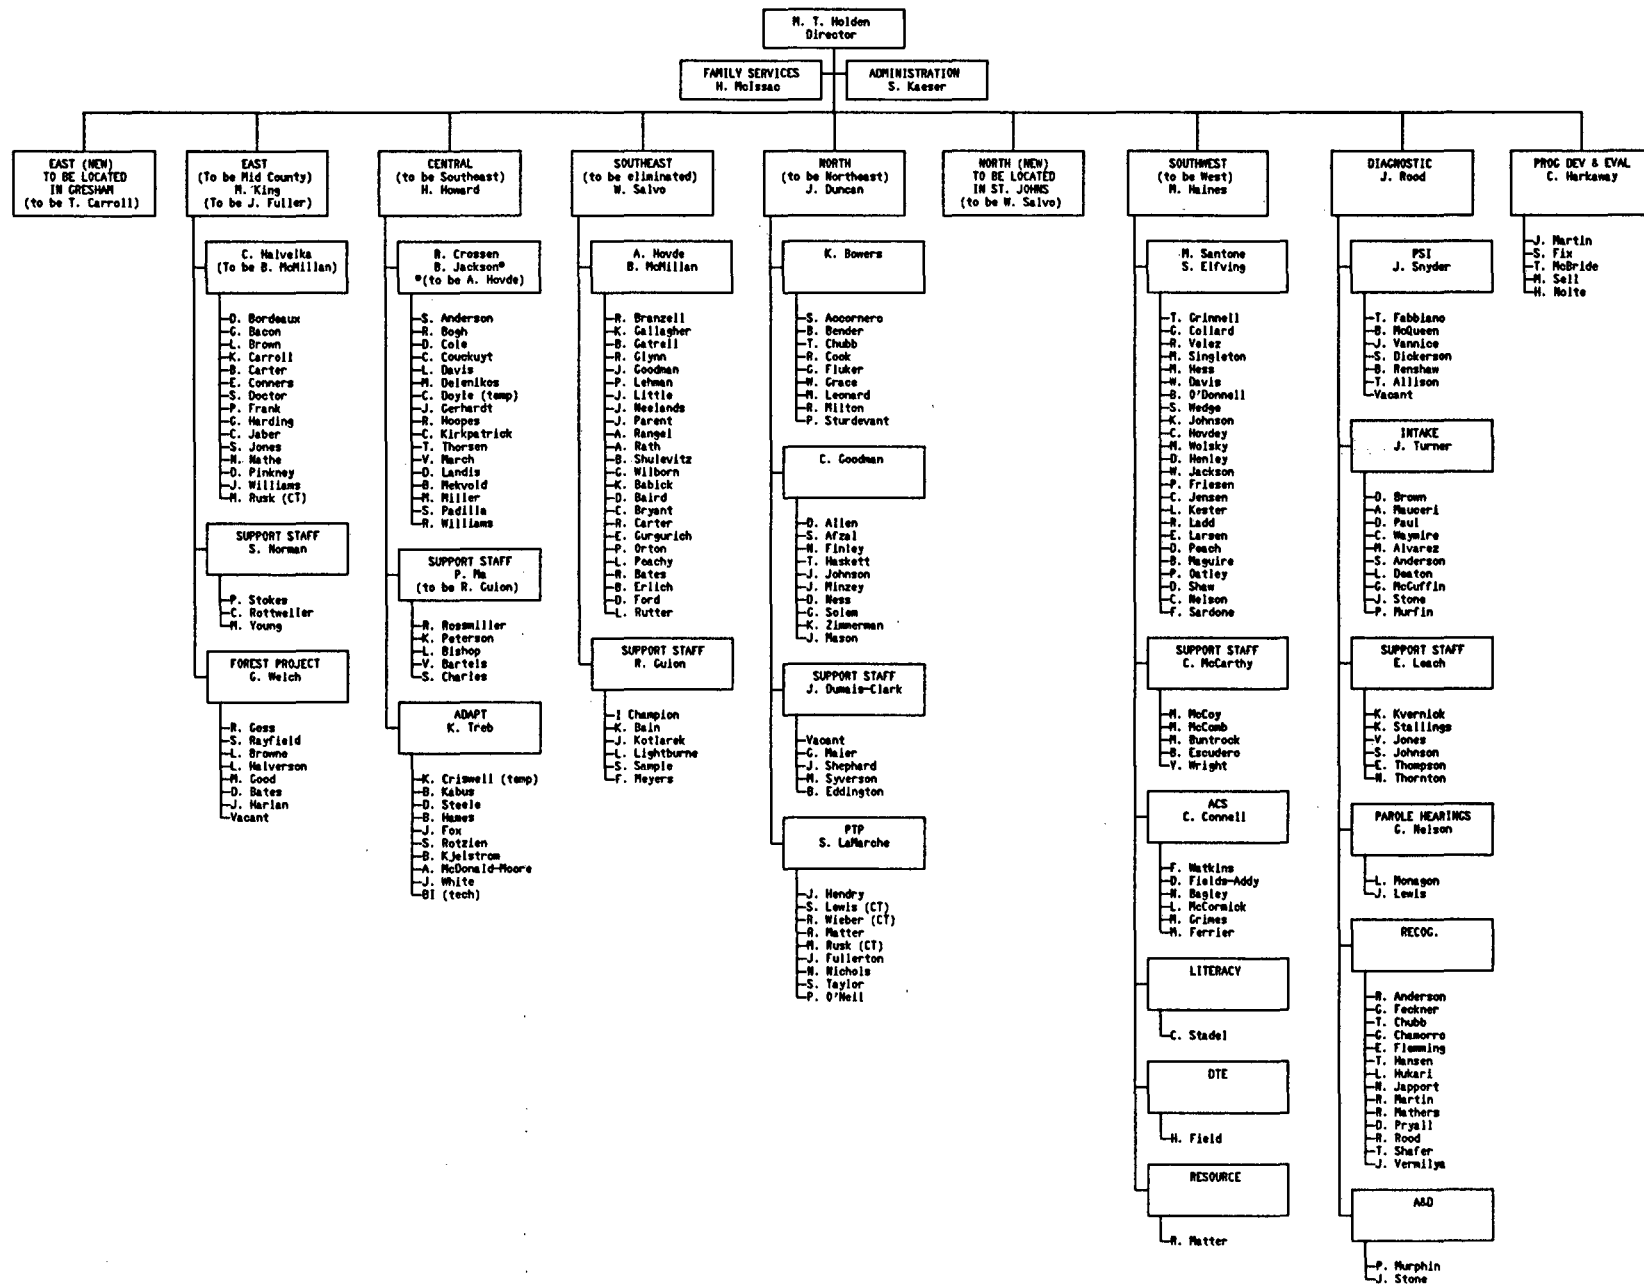 M. T. Holden
Director
FAMILY SERVICES
H. McIssac
ADMINISTRATION
S. Kaeser
EAST (NEW)
TO BE LOCATED
IN GRESHAM
(to be T. Carroll)
EAST
(To be Mid County)
M. King
(To be J. Fuller)
C. Halvelka
(To be B. McMillan)
D. Bordeaux
G. Bacon
L. Brown
K. Carroll
B. Carter
E. Conners
S. Doctor
P. Frank
G. Harding
C. Jaber
S. Jones
N. Nathe
D. Pinkney
J. Williams
M. Rusk (CT)
SUPPORT STAFF
S. Norman
P. Stokes
C. Rottweiler
M. Young
FOREST PROJECT
G. Welch
R. Goss
S. Rayfield
L. Browne
L. Halverson
M. Good
D. Bates
J. Harlan
Vacant
CENTRAL
(to be Southeast)
H. Howard
R. Crossen
B. Jackson*
*(to be A. Hovde)
S. Anderson
R. Bogh
D. Cole
C. Couckuyt
L. Davis
M. Delenikos
C. Doyle (temp)
J. Gerhardt
R. Hoopes
C. Kirkpatrick
T. Thorsen
V. March
D. Landis
B. Mekvold
M. Miller
S. Padilla
R. Williams
SUPPORT STAFF
P. Ma
(to be R. Guion)
R. Rossmiller
K. Peterson
L. Bishop
V. Bartels
S. Charles
ADAPT
K. Treb
K. Criswell (temp)
B. Kabus
D. Steele
B. Hames
J. Fox
S. Rotzien
B. Kjelstrom
A. McDonald-Moore
J. White
BI (tech)
SOUTHEAST
(to be eliminated)
W. Salvo
A. Hovde
B. McMillan
R. Branzell
K. Gallagher
B. Gatrell
R. Glynn
J. Goodman
P. Lehman
J. Little
J. Neelands
J. Parent
A. Rangel
A. Rath
B. Shulevitz
G. Wilborn
K. Babick
D. Baird
C. Bryant
R. Carter
E. Gurgurich
P. Orton
L. Peachy
R. Bates
B. Erlich
D. Ford
L. Rutter
SUPPORT STAFF
R. Guion
I Champion
K. Bain
J. Kotlarek
L. Lightburne
S. Sample
F. Meyers
NORTH
(to be Northeast)
J. Duncan
K. Bowers
S. Accornero
B. Bender
T. Chubb
R. Cook
G. Fluker
W. Grace
M. Leonard
R. Milton
P. Sturdevant
C. Goodman
D. Allen
S. Afzal
N. Finley
T. Haskett
J. Johnson
J. Minzey
D. Ness
G. Solem
K. Zimmerman
J. Mason
SUPPORT STAFF
J. Dumais-Clark
Vacant
G. Maier
J. Shephard
M. Syverson
B. Eddington
PTP
S. LaMarche
J. Hendry
S. Lewis (CT)
R. Wieber (CT)
R. Matter
M. Rusk (CT)
J. Fullerton
N. Nichols
S. Taylor
P. O'Neil
NORTH (NEW)
TO BE LOCATED
IN ST. JOHNS
(to be W. Salvo)
SOUTHWEST
(to be West)
M. Haines
M. Santone
S. Elfving
T. Grinnell
G. Collard
R. Velez
M. Singleton
M. Hess
W. Davis
B. O'Donnell
S. Wedge
K. Johnson
C. Hovdey
M. Wolsky
D. Henley
W. Jackson
P. Friesen
C. Jensen
L. Kester
R. Ladd
E. Larsen
D. Peach
B. Maguire
P. Oatley
D. Shaw
C. Nelson
F. Sardone
SUPPORT STAFF
C. McCarthy
M. McCoy
M. McComb
M. Buntrock
B. Escudero
V. Wright
ACS
C. Connell
F. Watkins
D. Fields-Addy
N. Bagley
L. McCormick
M. Grimes
M. Ferrier
LITERACY
C. Stadel
DTE
H. Field
RESOURCE
R. Matter
DIAGNOSTIC
J. Rood
PSI
J. Snyder
T. Fabbiano
B. McQueen
J. Vannice
S. Dickerson
B. Renshaw
T. Allison
Vacant
INTAKE
J. Turner
D. Brown
A. Mauceri
D. Paul
C. Waymire
M. Alvarez
S. Anderson
L. Deaton
G. McGuffin
J. Stone
P. Murfin
SUPPORT STAFF
E. Leach
K. Kvernick
K. Stallings
V. Jones
S. Johnson
E. Thompson
N. Thornton
PAROLE HEARINGS
G. Nelson
L. Monagon
J. Lewis
RECOG.
R. Anderson
G. Feckner
T. Chubb
G. Chamorro
E. Flemming
T. Hansen
L. Hukari
N. Japport
R. Martin
R. Mathers
D. Pryall
R. Rood
T. Shafer
J. Vermilya
A&D
P. Murphin
J. Stone
PROG DEV & EVAL
C. Harkaway
J. Martin
S. Fix
T. McBride
M. Sell
H. Nolte